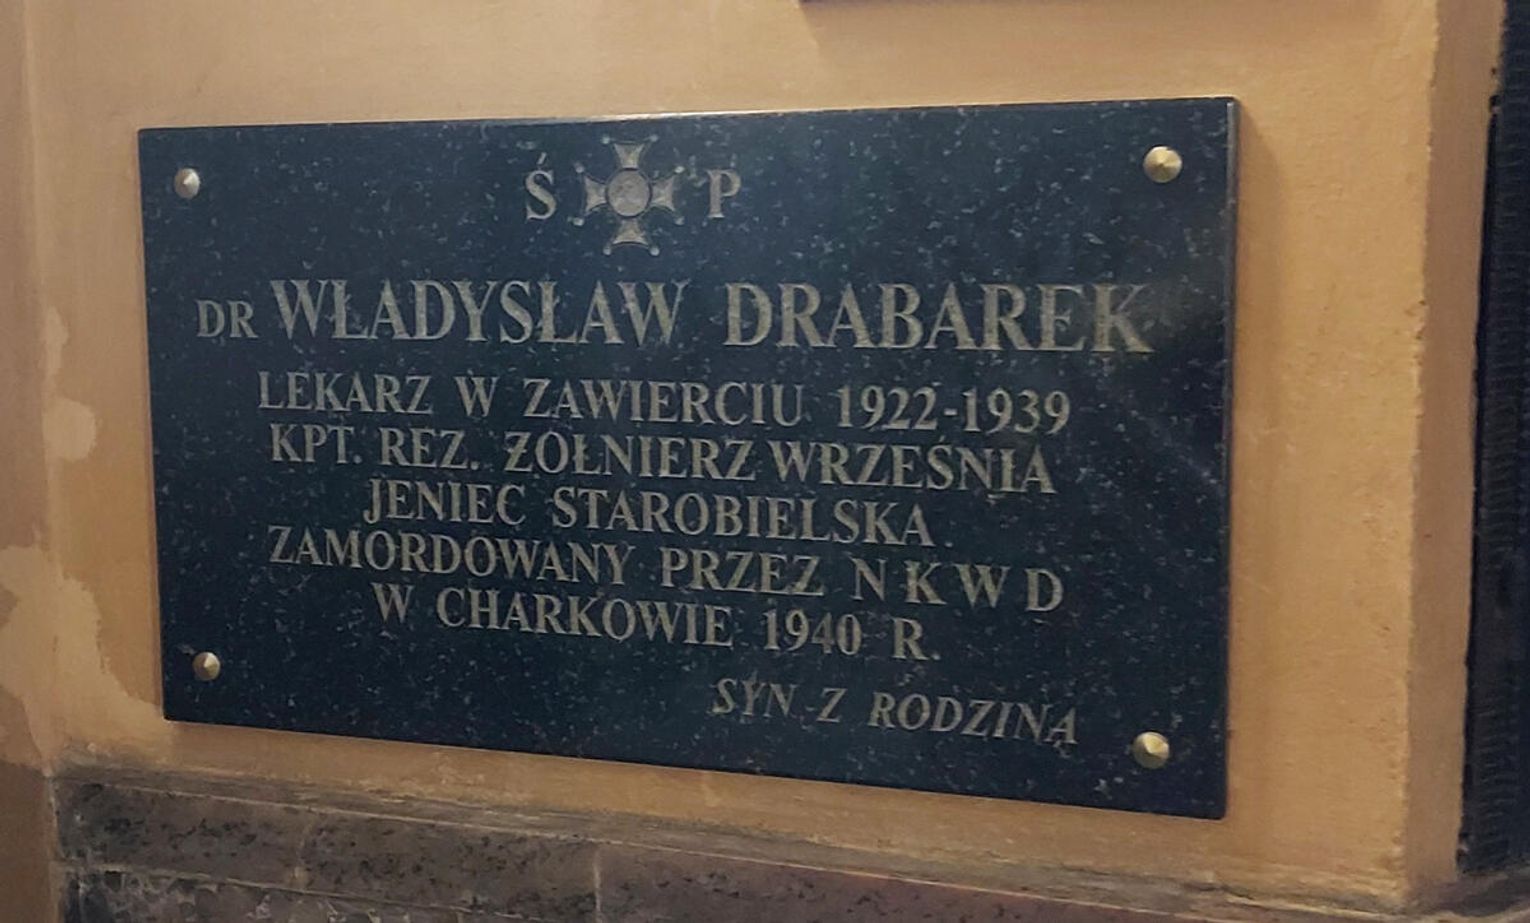 Ś P
DR WŁADYSŁAW DRABAREK
LEKARZ W ZAWIERCIU 1922-1939
KPT. REZ. ŻOŁNIERZ WRZEŚNIA
JENIEC STAROBIELSKA
ZAMORDOWANY PRZEZ N K W D
W CHARKOWIE 1940 R.
SYN Z RODZINĄ